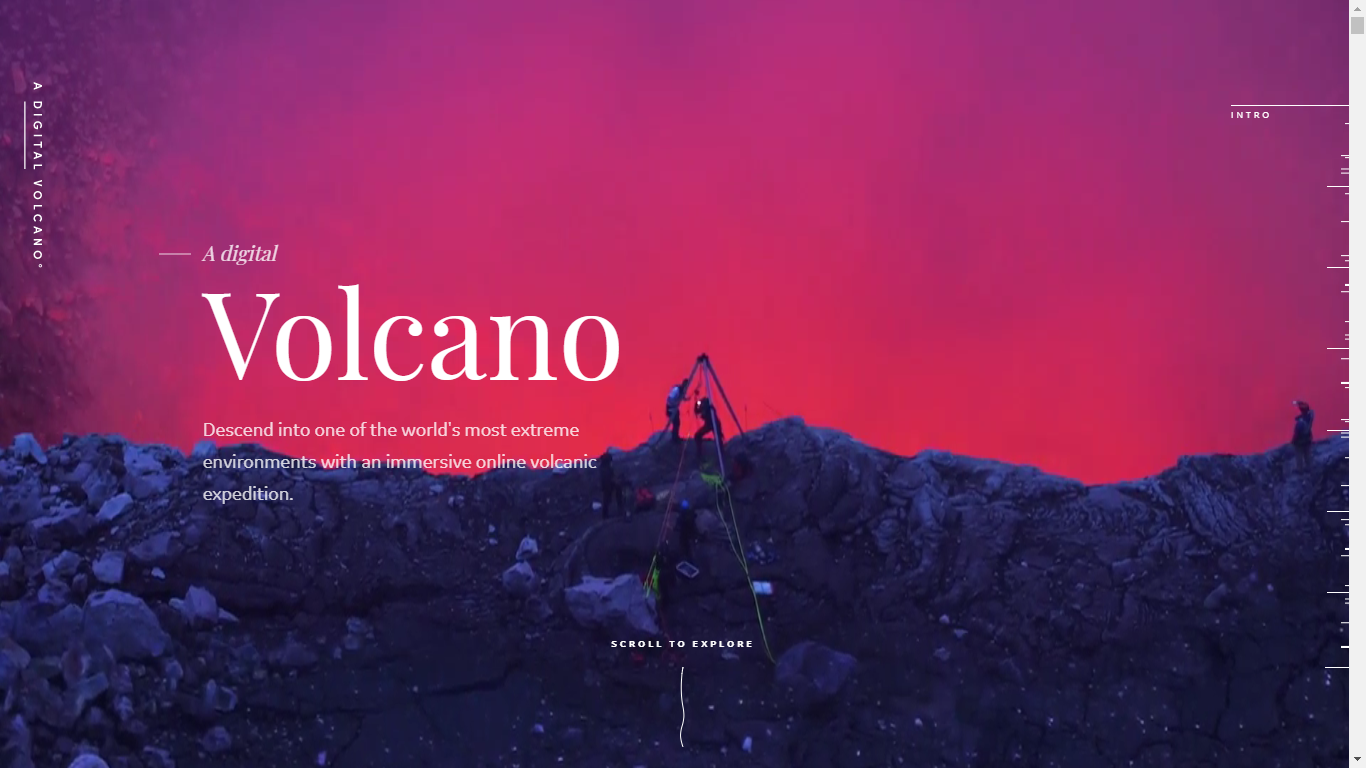 A DIGITAL VOLCANO°
INTRO
A digital
Volcano
Descend into one of the world's most extreme
environments with an immersive online volcanic
expedition.
SCROLL TO EXPLORE